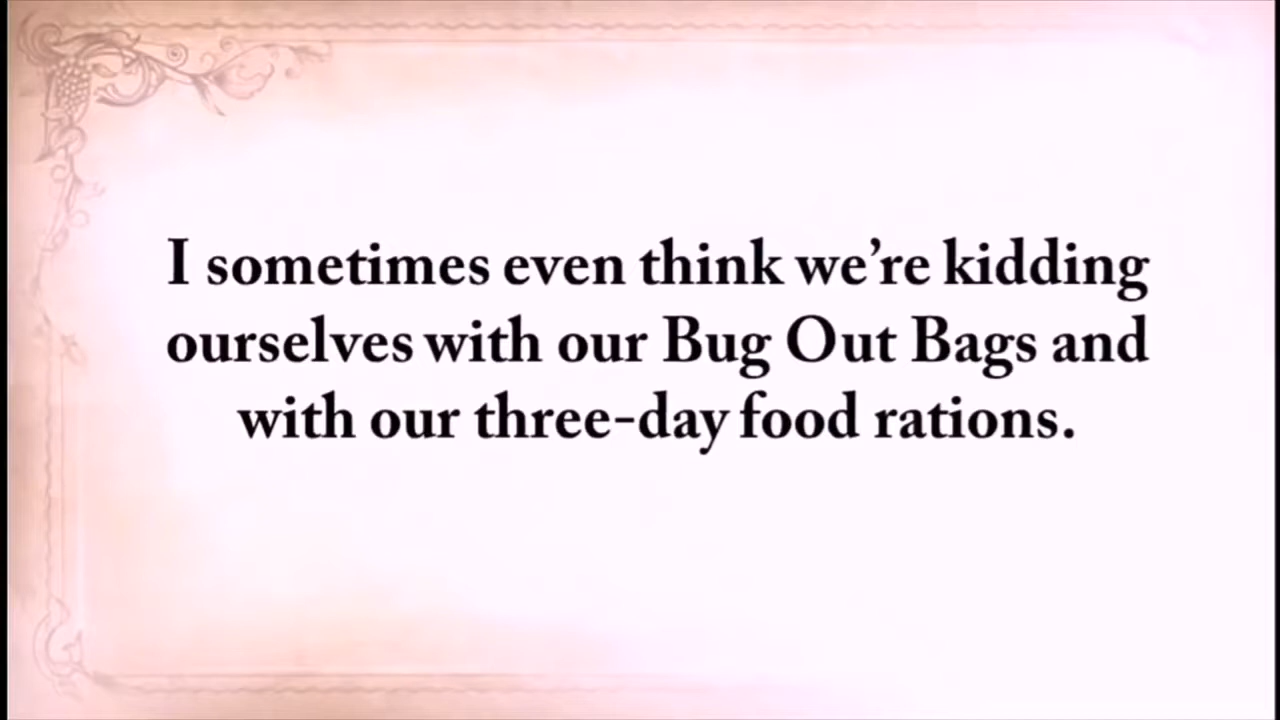 I sometimes even think we’re kidding
ourselves with our Bug Out Bags and
with our three-day food rations.